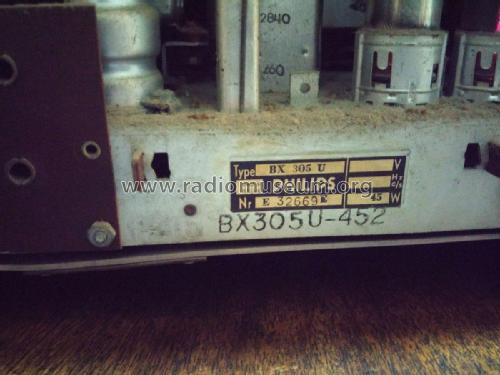 2840
260
Type BX 305 U V
PHILIPS Hz c/s
Nr E 32669 E 45 W
BX305U-452
www.radiomuseum.org